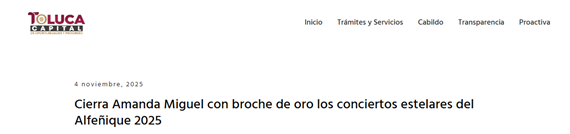 TOLUCA
CAPITAL
Inicio Trámites y Servicios Cabildo Transparencia Proactiva
4 noviembre, 2025
Cierra Amanda Miguel con broche de oro los conciertos estelares del
Alfeñique 2025